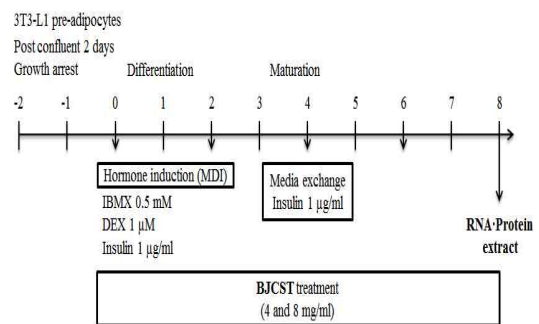 3T3-L1 pre-adipocytes
Post confluent 2 days
Growth arrest Differentiation Maturation
-2 -1 0 1 2 3 4 5 6 7 8
Hormone induction (MDI)
IBMX 0.5 mM
DEX 1 µM
Insulin 1 µg/ml
Media exchange
Insulin 1 µg/ml
RNA·Protein
extract
BJCST treatment
(4 and 8 mg/ml)